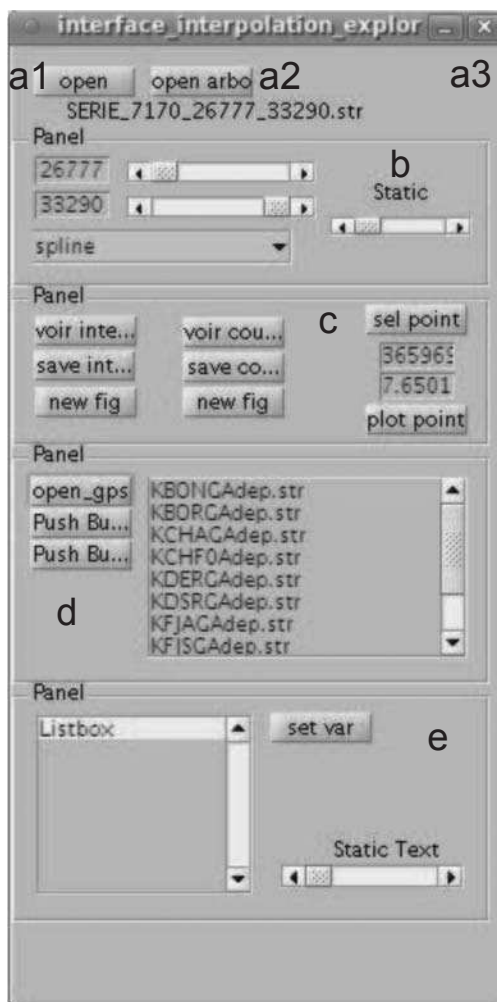 interface_interpolation_explor
a1 open open arbo a2 a3
SERIE_7170_26777_33290.str
Panel
26777
b
33290
Static
spline
Panel
voir inte... voir cou... c sel point
save int... save co... 365969
new fig new fig 7.6501
plot point
Panel
open_gps
Push Bu...
Push Bu...
d
KBONGAdep.str
KBORGAdep.str
KCHAGAdep.str
KCHF0Adep.str
KDERGAdep.str
KDSRGAdep.str
KFJAGAdep.str
KFISGAdep.str
Panel
Listbox set var e
Static Text